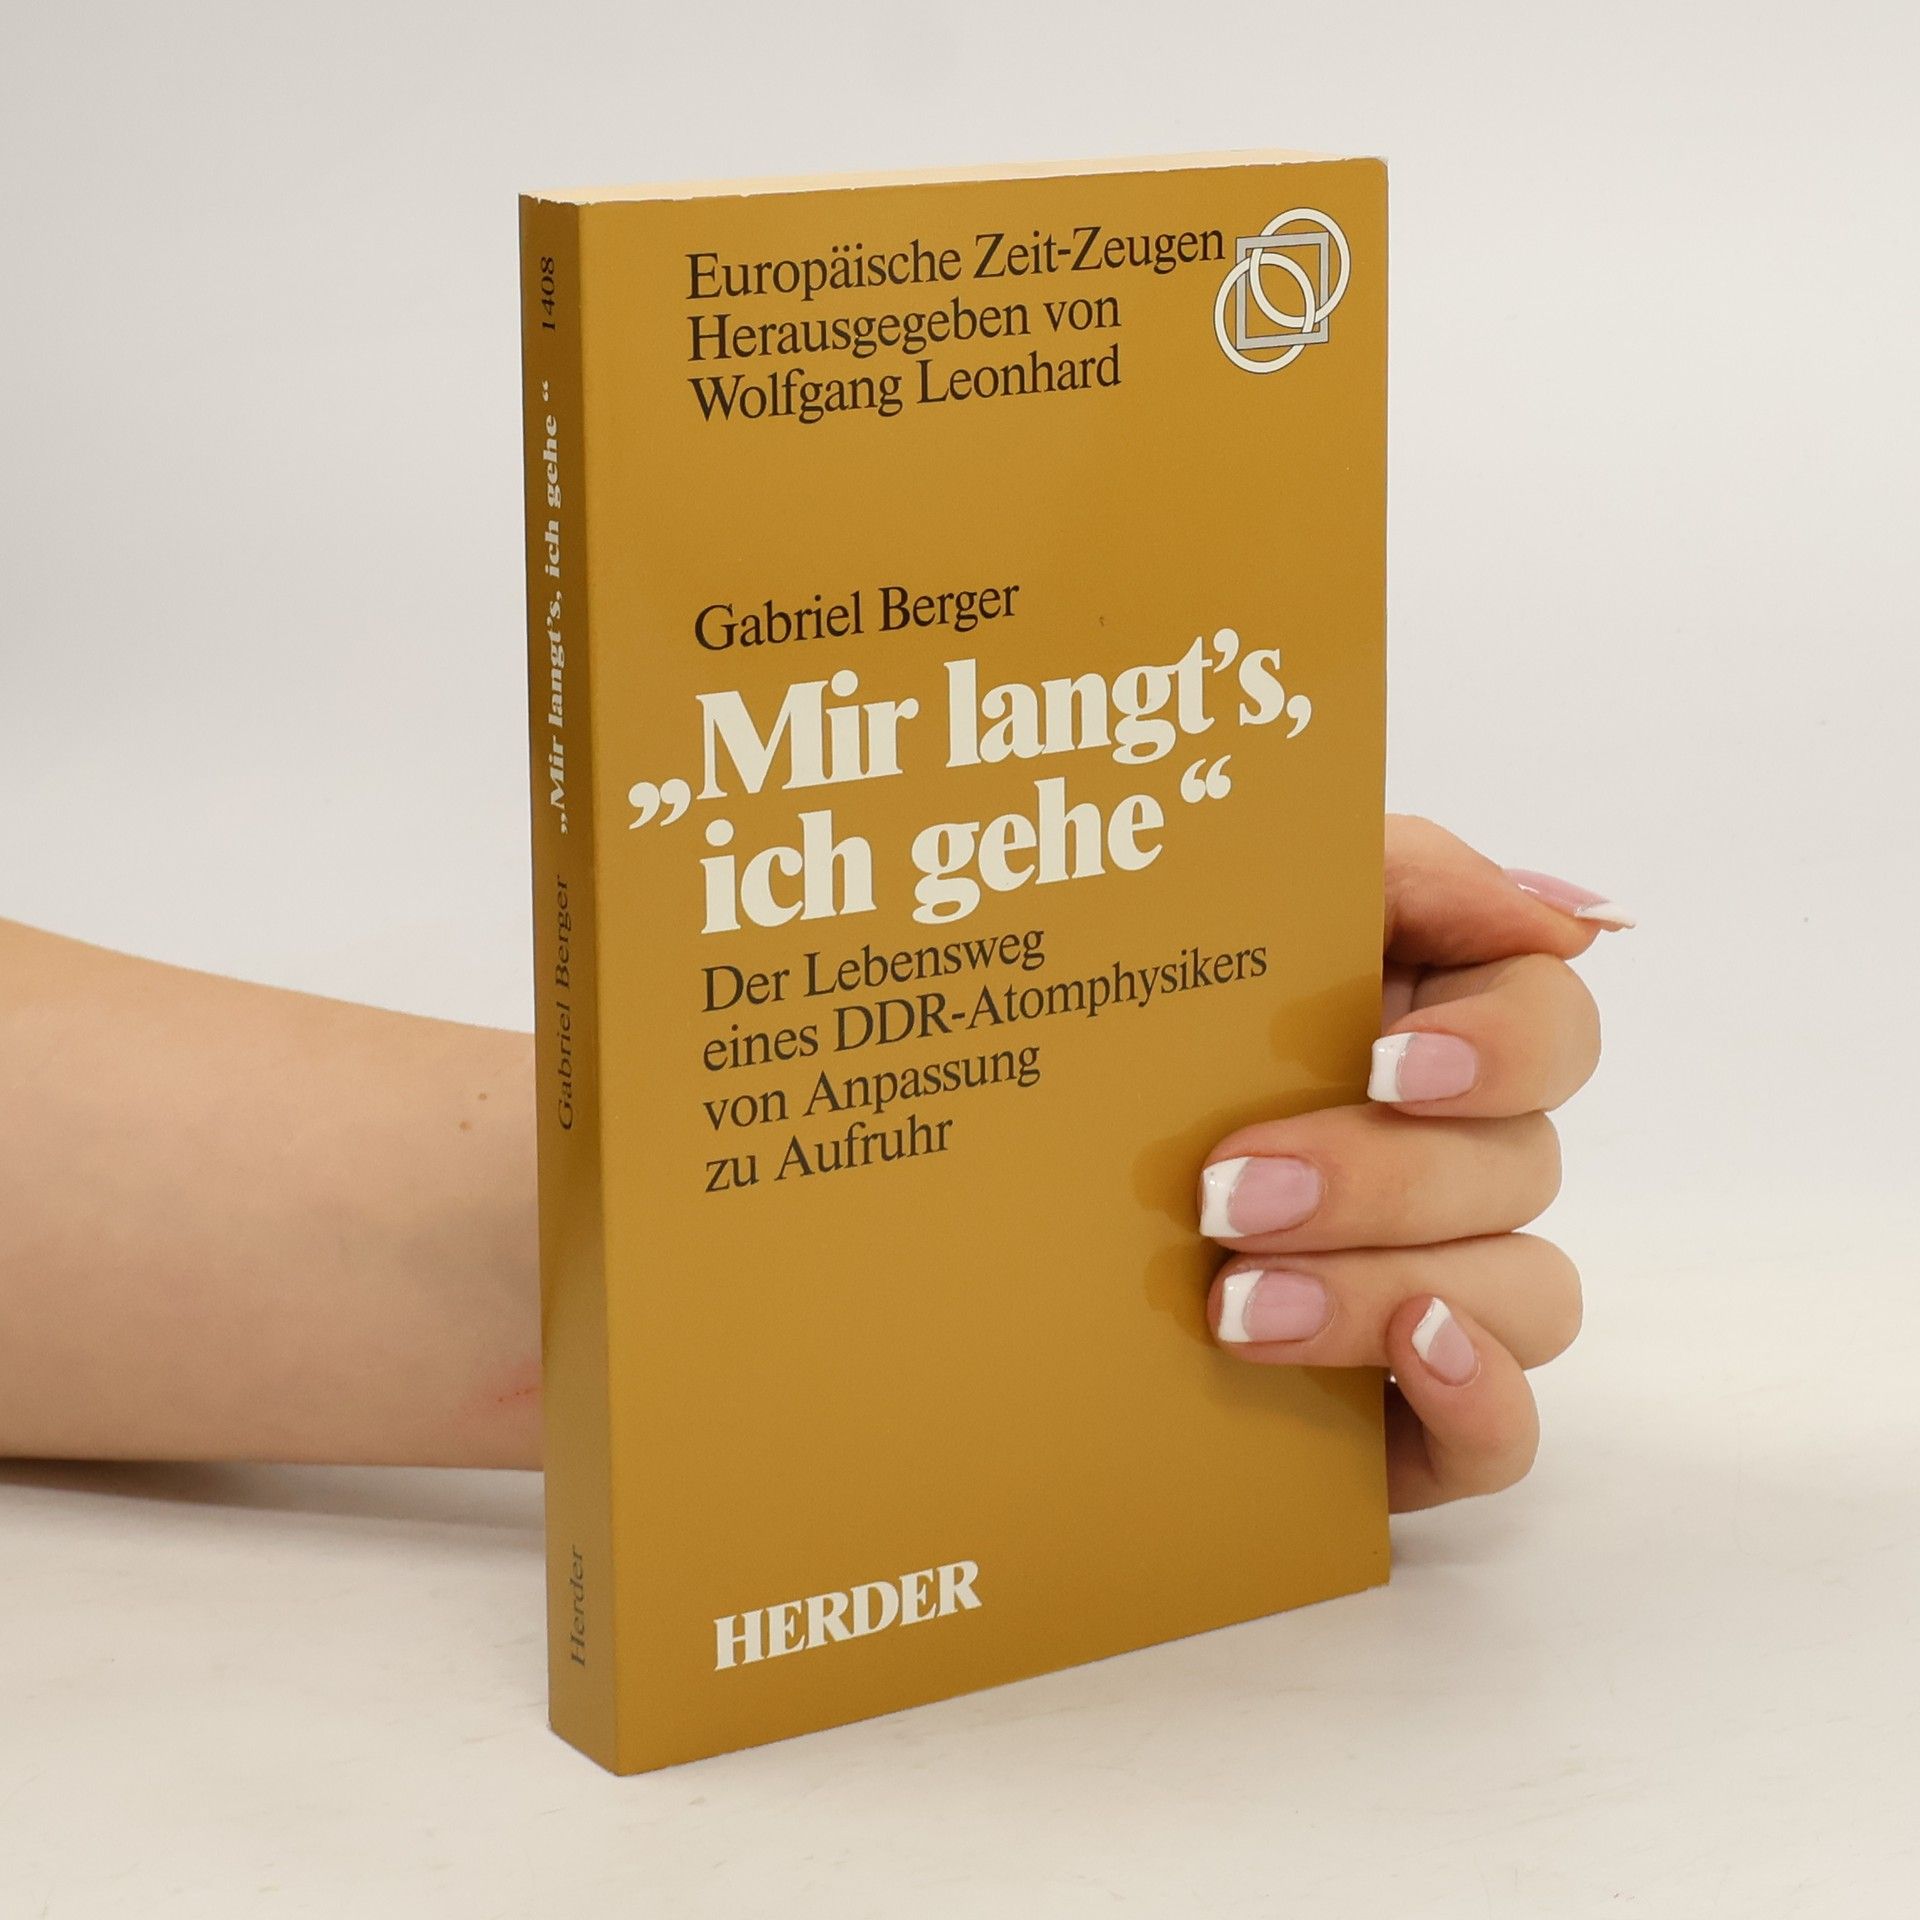 Europäische Zeit-Zeugen
Herausgegeben von
Wolfgang Leonhard
Gabriel Berger
„Mir langt’s,
ich gehe“
Der Lebensweg
eines DDR-Atomphysikers
von Anpassung
zu Aufruhr
HERDER
Herder Gabriel Berger „Mir langt’s, ich gehe“ 1408